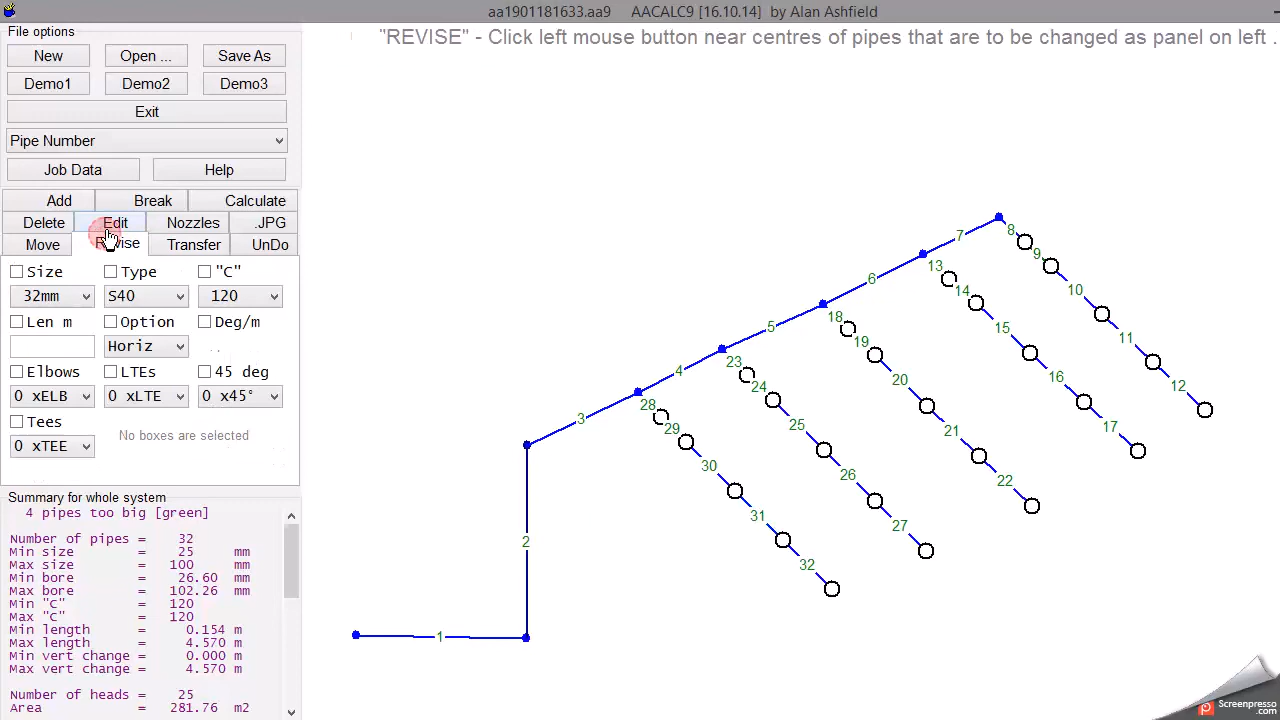 aa1901181633.aa9 AACALC9 [16.10.14] by Alan Ashfield
File options
New Open ... Save As
Demo1 Demo2 Demo3
Exit
Pipe Number
Job Data Help
Add Break Calculate
Delete Edit Nozzles .JPG
Move Revise Transfer UnDo
Size Type "C"
32mm S40 120
Len m Option Deg/m
Horiz ..
Elbows LTEs 45 deg
0 xELB 0 xLTE 0 x45°
Tees
0 xTEE No boxes are selected
Summary for whole system
4 pipes too big [green]
Number of pipes = 32
Min size = 25 mm
Max size = 100 mm
Min bore = 26.60 mm
Max bore = 102.26 mm
Min "C" = 120
Max "C" = 120
Min length = 0.154 m
Max length = 4.570 m
Min vert change = 0.000 m
Max vert change = 4.570 m
Number of heads = 25
Area = 281.76 m2
"REVISE" - Click left mouse button near centres of pipes that are to be changed as panel on left .
1
2
3
4
5
6
7
8
9
10
11
12
13
14
15
16
17
18
19
20
21
22
23
24
25
26
27
28
29
30
31
32
Screenpresso
.com